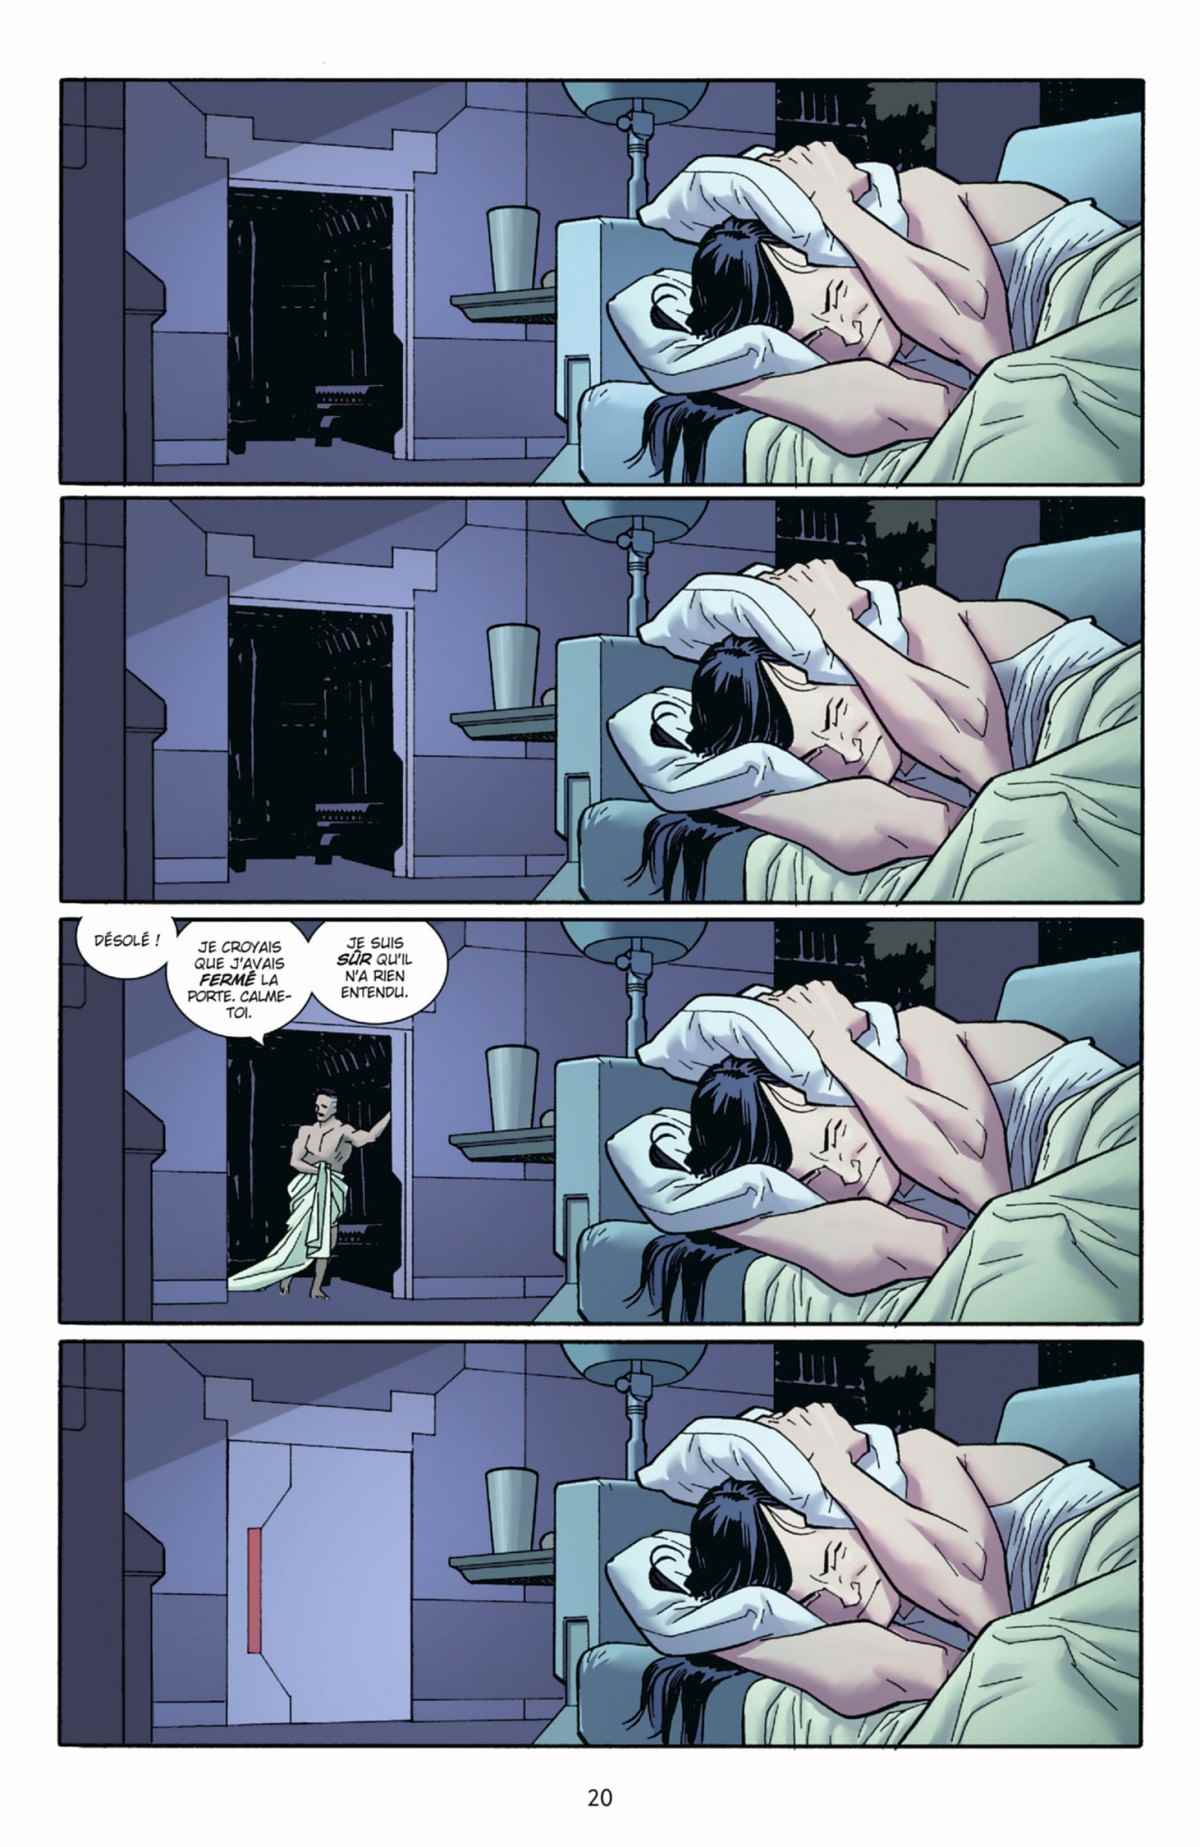 DÉSOLÉ !
JE CROYAIS
QUE J'AVAIS
FERMÉ LA
PORTE. CALME-
TOI.
JE SUIS
SÛR QU'IL
N'A RIEN
ENTENDU.
20